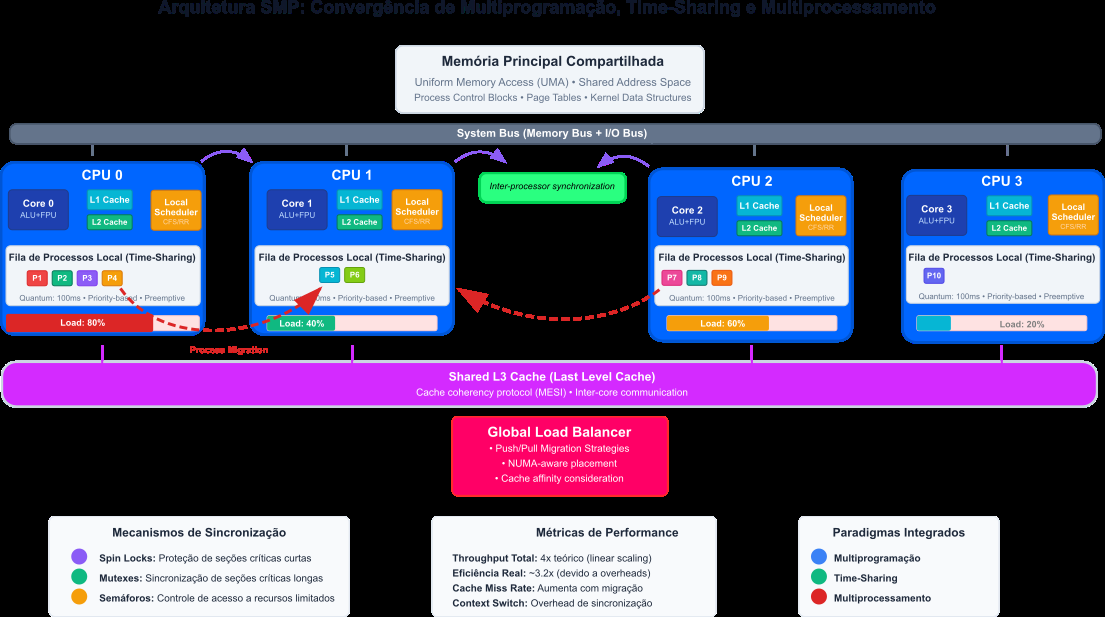 Arquitetura SMP: Convergência de Multiprogramação, Time-Sharing e Multiprocessamento
Memória Principal Compartilhada
Uniform Memory Access (UMA) • Shared Address Space
Process Control Blocks • Page Tables • Kernel Data Structures
System Bus (Memory Bus + I/O Bus)
CPU 0
Core 0
ALU+FPU
L1 Cache
L2 Cache
Local
Scheduler
CFS/RR
Fila de Processos Local (Time-Sharing)
P1
P2
P3
P4
Quantum: 100ms • Priority-based • Preemptive
Load: 80%
CPU 1
Core 1
ALU+FPU
L1 Cache
L2 Cache
Local
Scheduler
CFS/RR
Fila de Processos Local (Time-Sharing)
P5
P6
Quantum: 100ms • Priority-based • Preemptive
Load: 40%
Inter-processor synchronization
CPU 2
Core 2
ALU+FPU
L1 Cache
L2 Cache
Local
Scheduler
CFS/RR
Fila de Processos Local (Time-Sharing)
P7
P8
P9
Quantum: 100ms • Priority-based • Preemptive
Load: 60%
CPU 3
Core 3
ALU+FPU
L1 Cache
L2 Cache
Local
Scheduler
CFS/RR
Fila de Processos Local (Time-Sharing)
P10
Quantum: 100ms • Priority-based • Preemptive
Load: 20%
Process Migration
Shared L3 Cache (Last Level Cache)
Cache coherency protocol (MESI) • Inter-core communication
Global Load Balancer
• Push/Pull Migration Strategies
• NUMA-aware placement
• Cache affinity consideration
Mecanismos de Sincronização
Spin Locks: Proteção de seções críticas curtas
Mutexes: Sincronização de seções críticas longas
Semáforos: Controle de acesso a recursos limitados
Métricas de Performance
Throughput Total: 4x teórico (linear scaling)
Eficiência Real: ~3.2x (devido a overheads)
Cache Miss Rate: Aumenta com migração
Context Switch: Overhead de sincronização
Paradigmas Integrados
Multiprogramação
Time-Sharing
Multiprocessamento